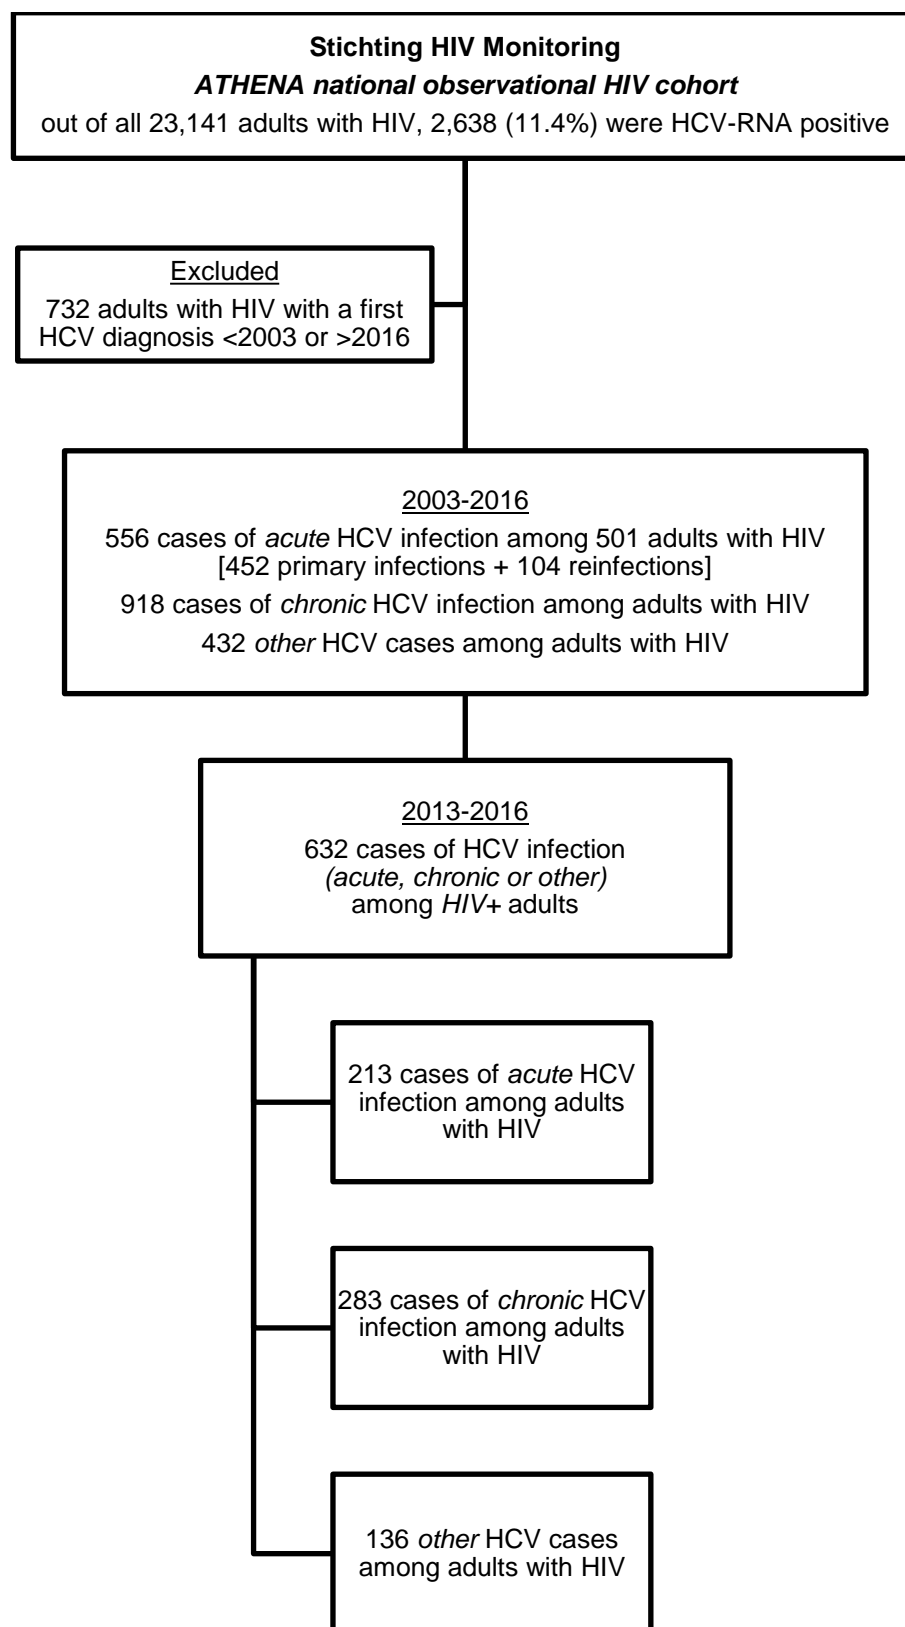 Stichting HIV Monitoring
ATHENA national observational HIV cohort
out of all 23,141 adults with HIV, 2,638 (11.4%) were HCV-RNA positive
Excluded
732 adults with HIV with a first
HCV diagnosis <2003 or >2016
2003-2016
556 cases of acute HCV infection among 501 adults with HIV
[452 primary infections + 104 reinfections]
918 cases of chronic HCV infection among adults with HIV
432 other HCV cases among adults with HIV
2013-2016
632 cases of HCV infection
(acute, chronic or other)
among HIV+ adults
213 cases of acute HCV
infection among adults
with HIV
283 cases of chronic HCV
infection among adults
with HIV
136 other HCV cases
among adults with HIV